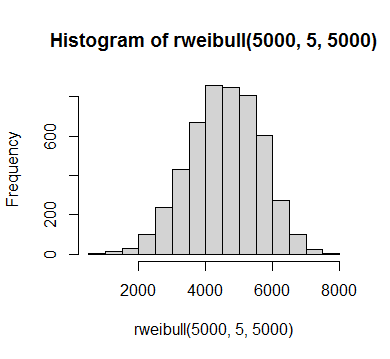 Histogram of rweibull(5000, 5, 5000)
Frequency
600
200
0
2000 4000 6000 8000
rweibull(5000, 5, 5000)